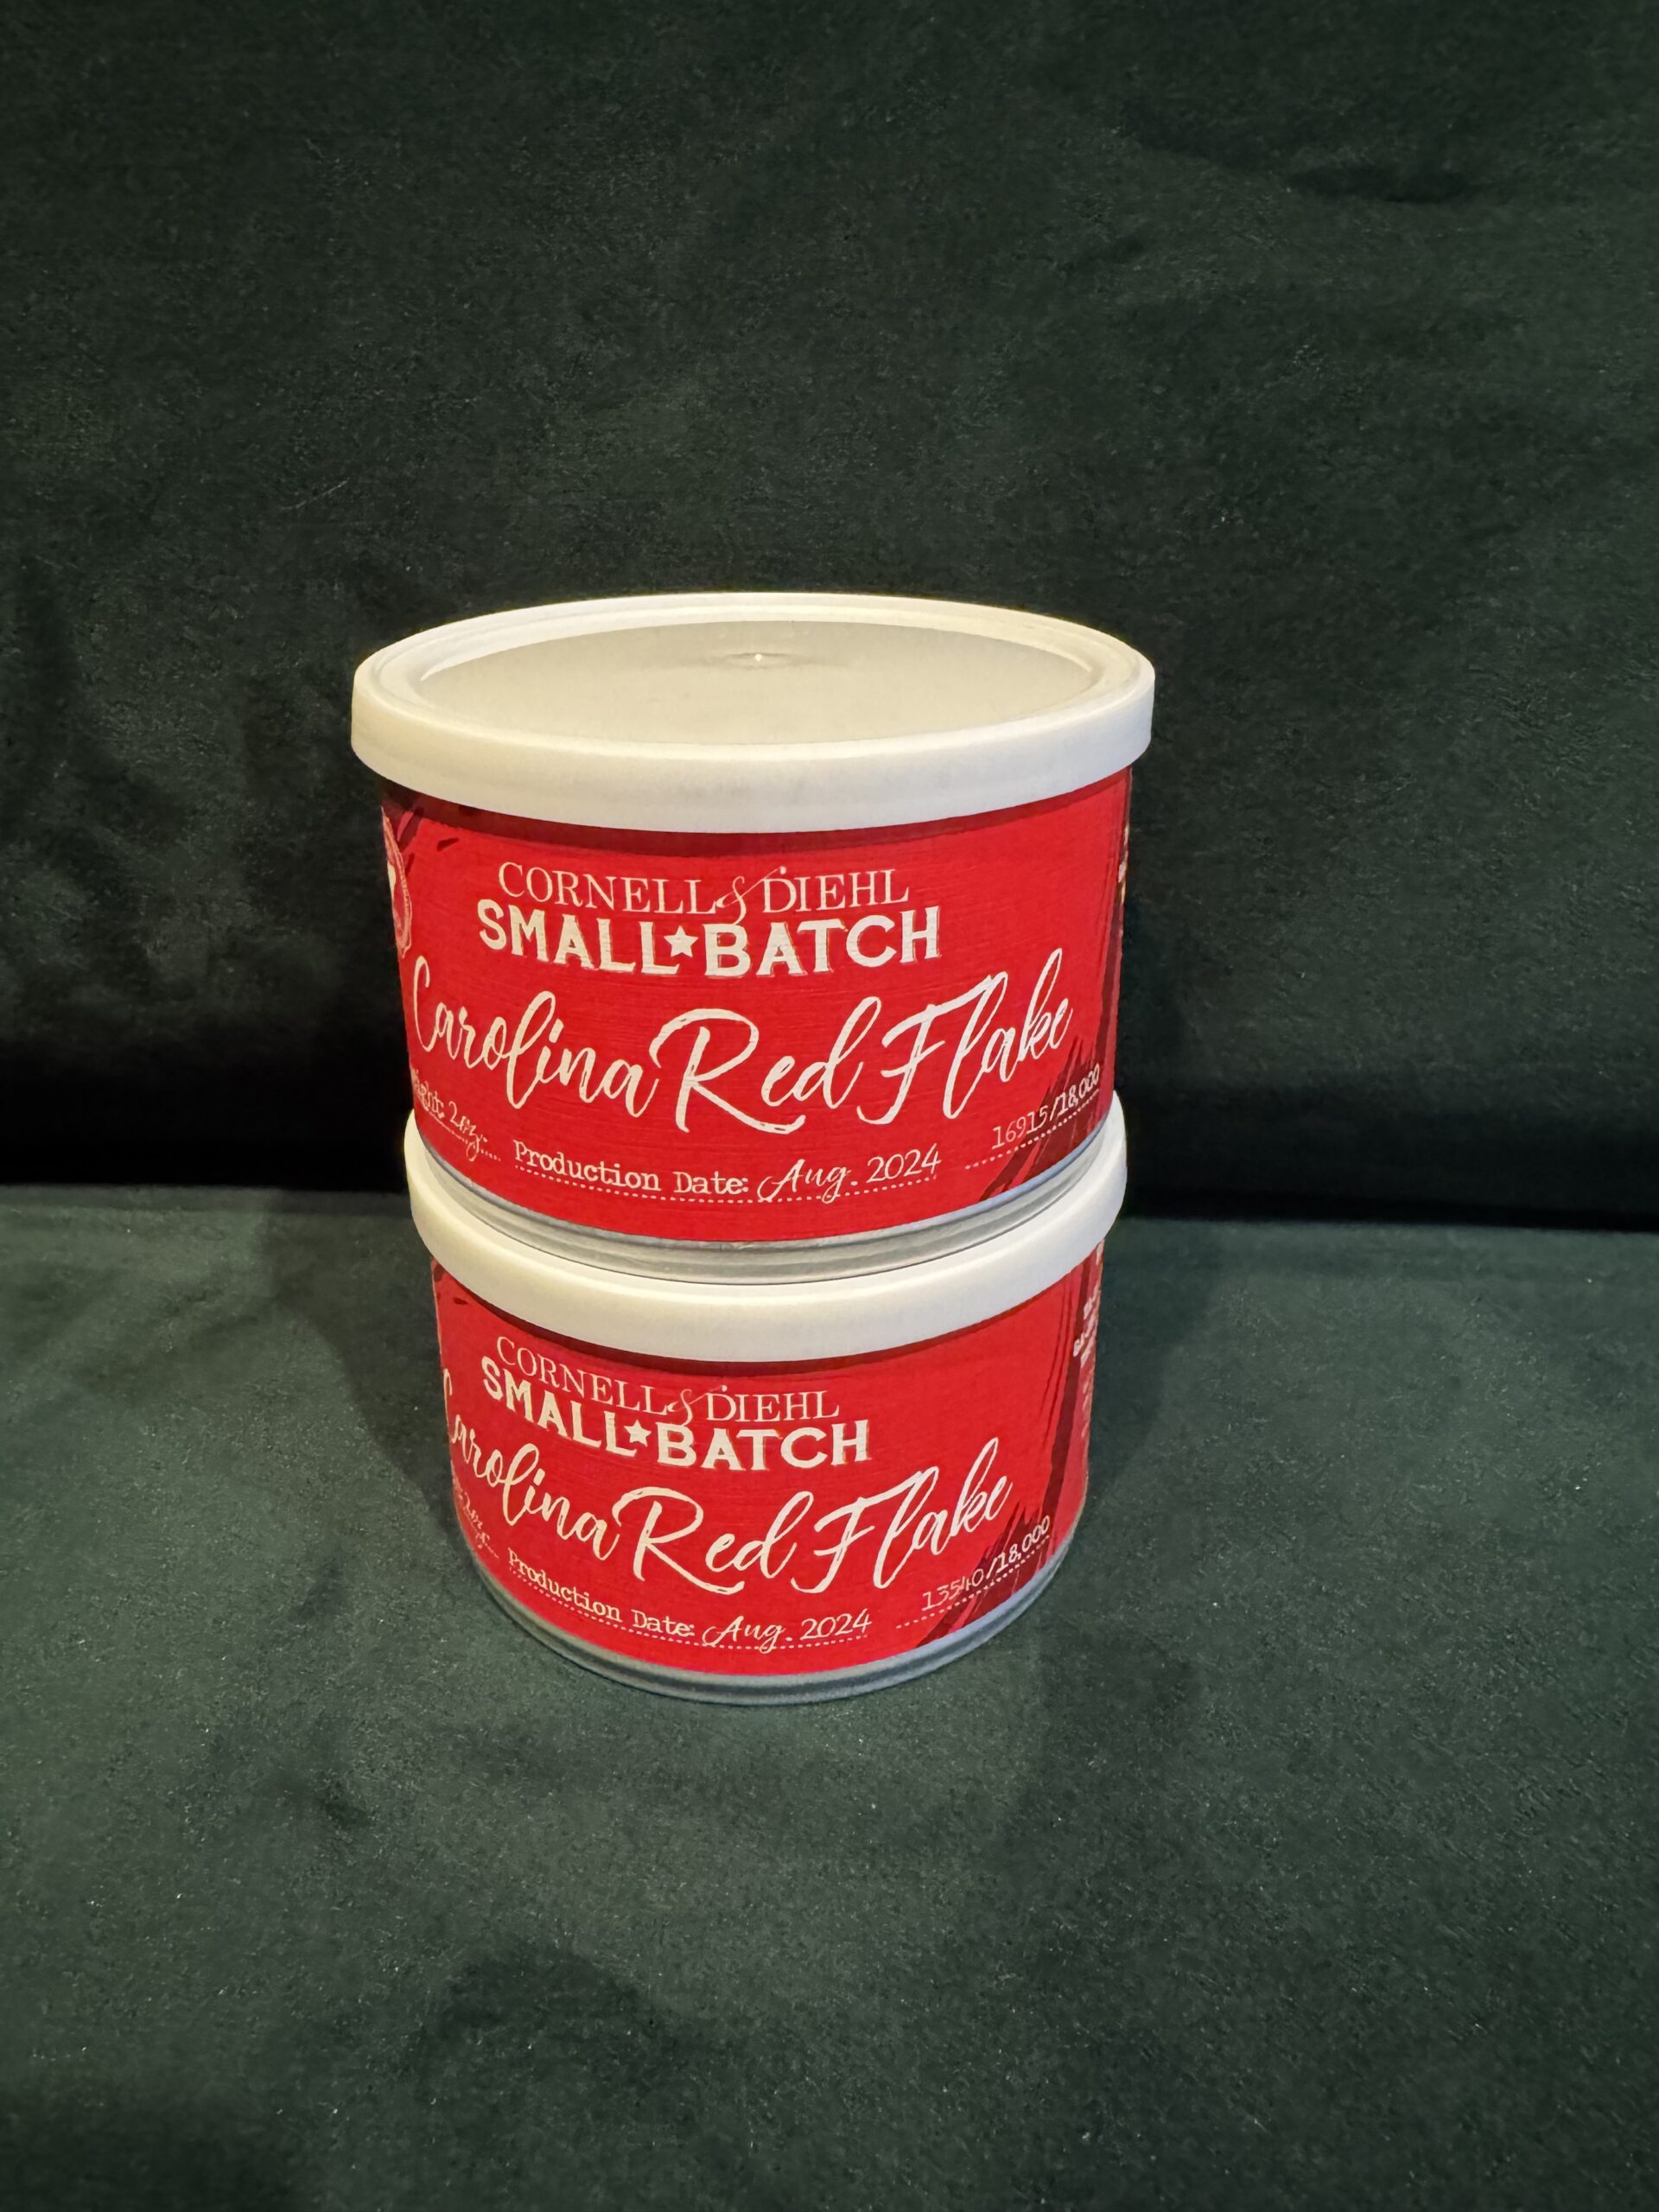 CORNELL & DIEHL
SMALL★BATCH
Carolina Red Flake
2oz.
Production Date: Aug. 2024
16915/18,000
CORNELL & DIEHL
SMALL★BATCH
Carolina Red Flake
Production Date: Aug. 2024
13540/18,000